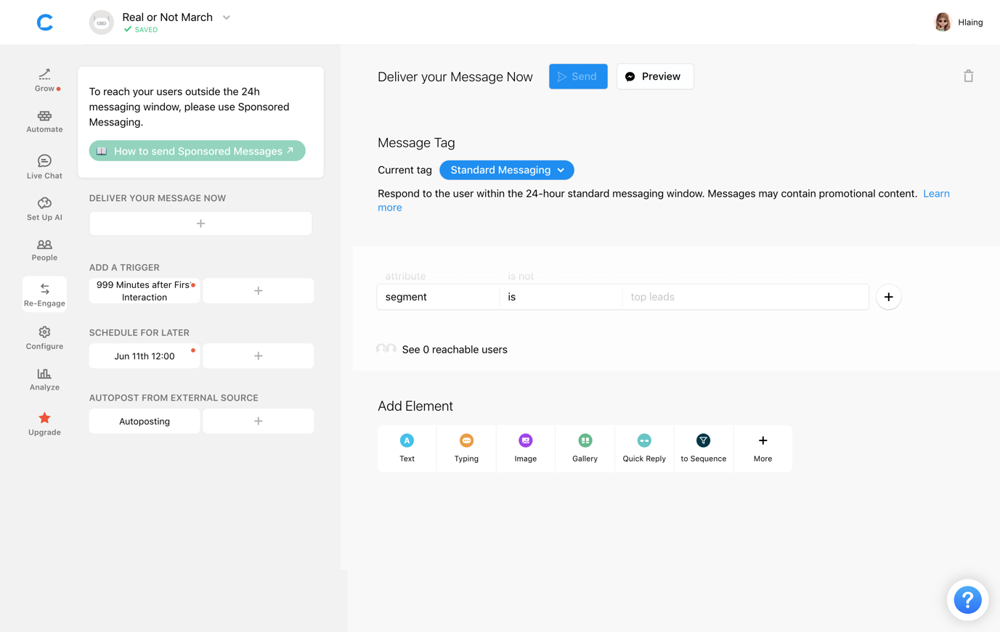 Real or Not March
SAVED
Hlaing
Grow
Automate
Live Chat
Set Up AI
People
Re-Engage
Configure
Analyze
Upgrade
To reach your users outside the 24h
messaging window, please use Sponsored
Messaging.
How to send Sponsored Messages
DELIVER YOUR MESSAGE NOW
ADD A TRIGGER
999 Minutes after Firs
Interaction
SCHEDULE FOR LATER
Jun 11th 12:00
AUTOPOST FROM EXTERNAL SOURCE
Autoposting
Deliver your Message Now
Send
Preview
Message Tag
Current tag
Standard Messaging
Respond to the user within the 24-hour standard messaging window. Messages may contain promotional content. Learn
more
attribute is not
segment is top leads
See 0 reachable users
Add Element
Text
Typing
Image
Gallery
Quick Reply
to Sequence
More